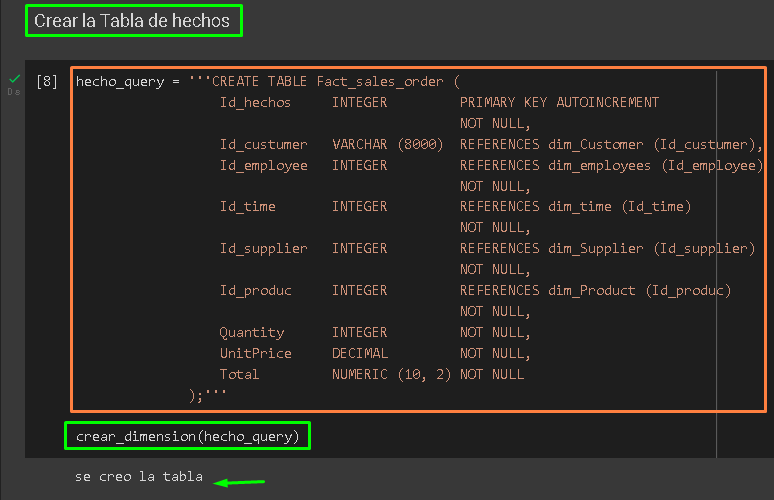 Crear la Tabla de hechos
[8] hecho_query = '''CREATE TABLE Fact_sales_order (
Id_hechos INTEGER PRIMARY KEY AUTOINCREMENT
NOT NULL,
Id_custumer VARCHAR (8000) REFERENCES dim_Customer (Id_custumer),
Id_employee INTEGER REFERENCES dim_employees (Id_employee)
NOT NULL,
Id_time INTEGER REFERENCES dim_time (Id_time)
NOT NULL,
Id_supplier INTEGER REFERENCES dim_Supplier (Id_supplier)
NOT NULL,
Id_produc INTEGER REFERENCES dim_Product (Id_produc)
NOT NULL,
Quantity INTEGER NOT NULL,
UnitPrice DECIMAL NOT NULL,
Total NUMERIC (10, 2) NOT NULL
);'''
0 s
crear_dimension(hecho_query)
se creo la tabla